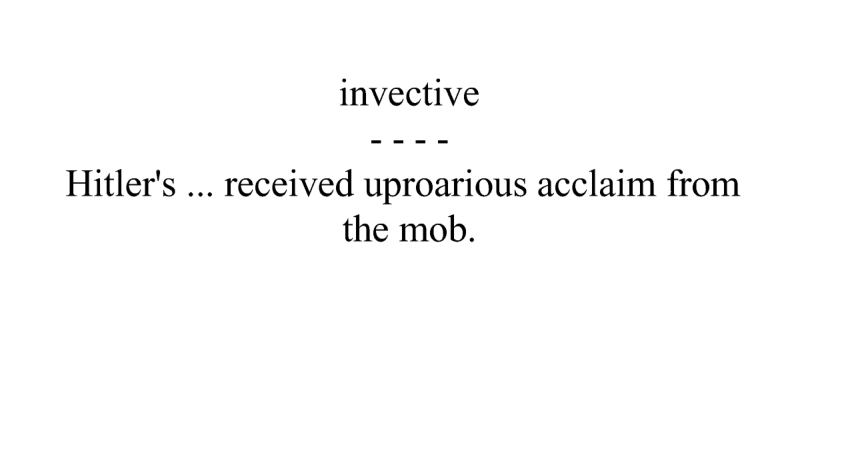 invective
- - - -
Hitler's ... received uproarious acclaim from
the mob.